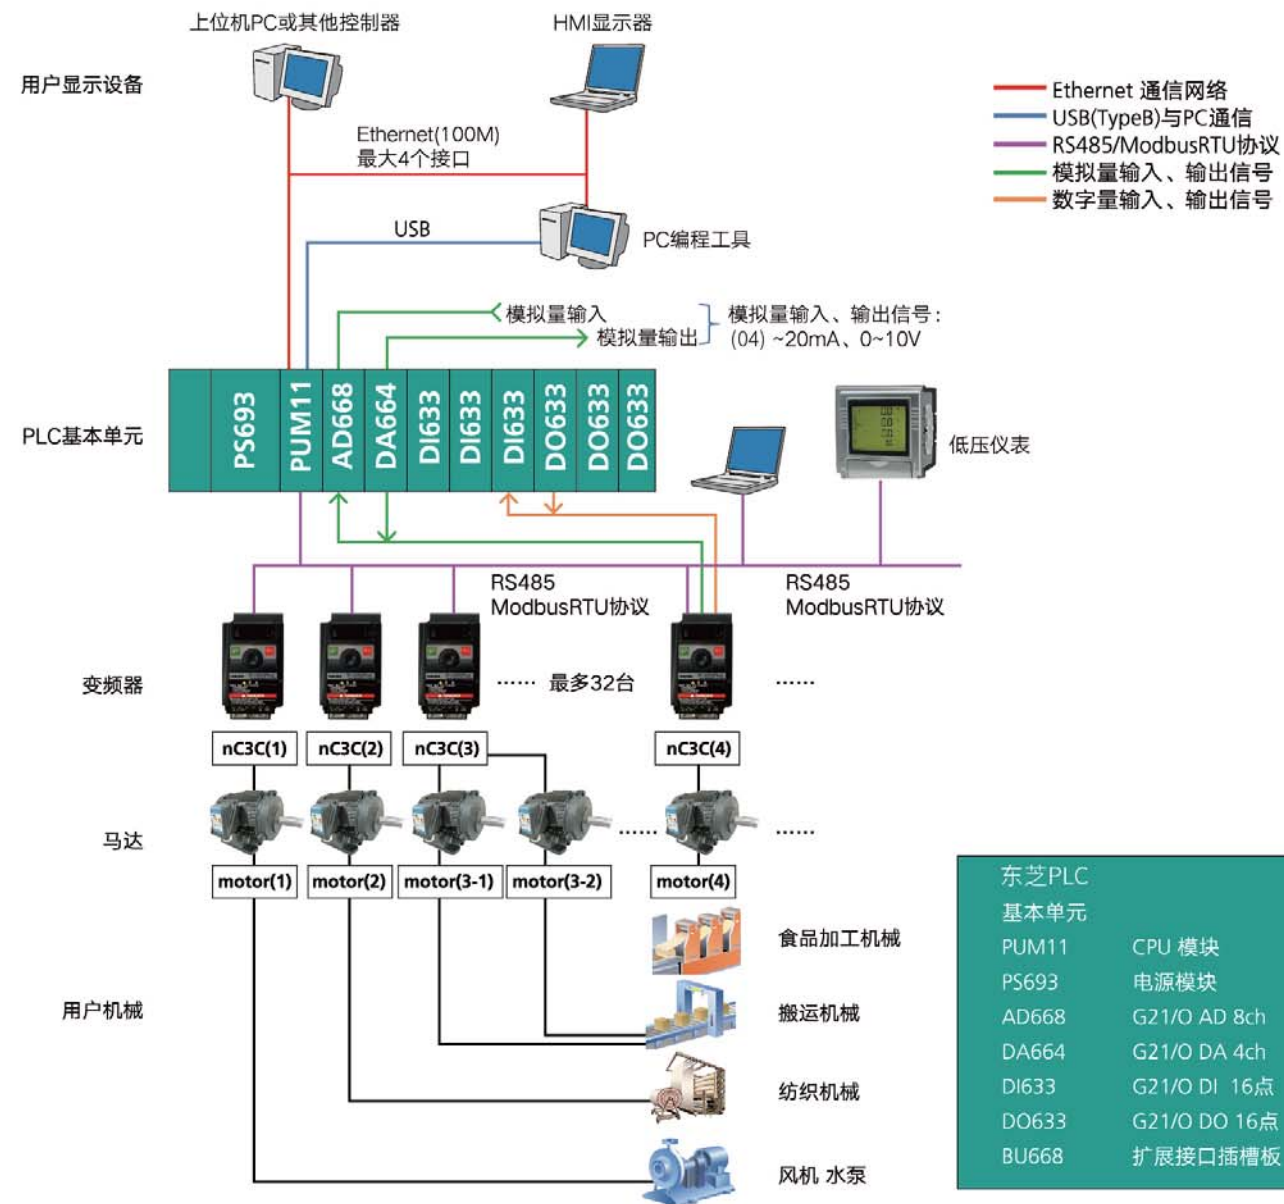 上位机PC或其他控制器
HMI显示器
用户显示设备
Ethernet 通信网络
USB(TypeB)与PC通信
RS485/ModbusRTU协议
模拟量输入、输出信号
数字量输入、输出信号
Ethernet(100M)
最大4个接口
USB
PC编程工具
模拟量输入
模拟量输出
模拟量输入、输出信号：
(04) ~20mA、0~10V
PLC基本单元
PS693
PUM11
AD668
DA664
DI633
DI633
DI633
DO633
DO633
DO633
低压仪表
RS485
ModbusRTU协议
RS485
ModbusRTU协议
变频器
…… 最多32台
……
nC3C(1)
nC3C(2)
nC3C(3)
nC3C(4)
马达
……
……
motor(1)
motor(2)
motor(3-1)
motor(3-2)
motor(4)
用户机械
食品加工机械
搬运机械
纺织机械
风机 水泵
东芝PLC
基本单元
PUM11 CPU 模块
PS693 电源模块
AD668 G21/O AD 8ch
DA664 G21/O DA 4ch
DI633 G21/O DI 16点
DO633 G21/O DO 16点
BU668 扩展接口插槽板